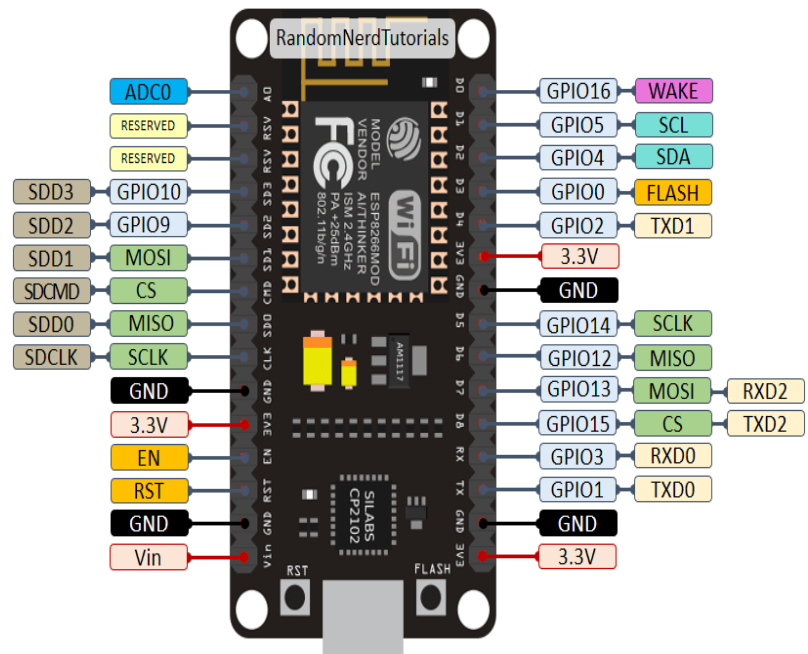 RandomNerdTutorials
ADC0
RESERVED
RESERVED
SDD3 GPIO10
SDD2 GPIO9
SDD1 MOSI
SDCMD CS
SDD0 MISO
SDCLK SCLK
GND
3.3V
EN
RST
GND
Vin
A0
RSV
RSV
SD3
SD2
SD1
CMD
SD0
CLK
GND
3V3
EN
RST
GND
Vin
MODEL
VENDOR
ESP8266MOD
AI/THINKER
ISM 2.4GHz
PA +25dBm
802.11b/g/n
FC
Wi Fi
AM1117
SILABS
CP2102
RST
FLASH
D0
D1
D2
D3
D4
3V3
GND
D5
D6
D7
D8
RX
TX
GND
3V3
GPIO16 WAKE
GPIO5 SCL
GPIO4 SDA
GPIO0 FLASH
GPIO2 TXD1
3.3V
GND
GPIO14 SCLK
GPIO12 MISO
GPIO13 MOSI RXD2
GPIO15 CS TXD2
GPIO3 RXD0
GPIO1 TXD0
GND
3.3V